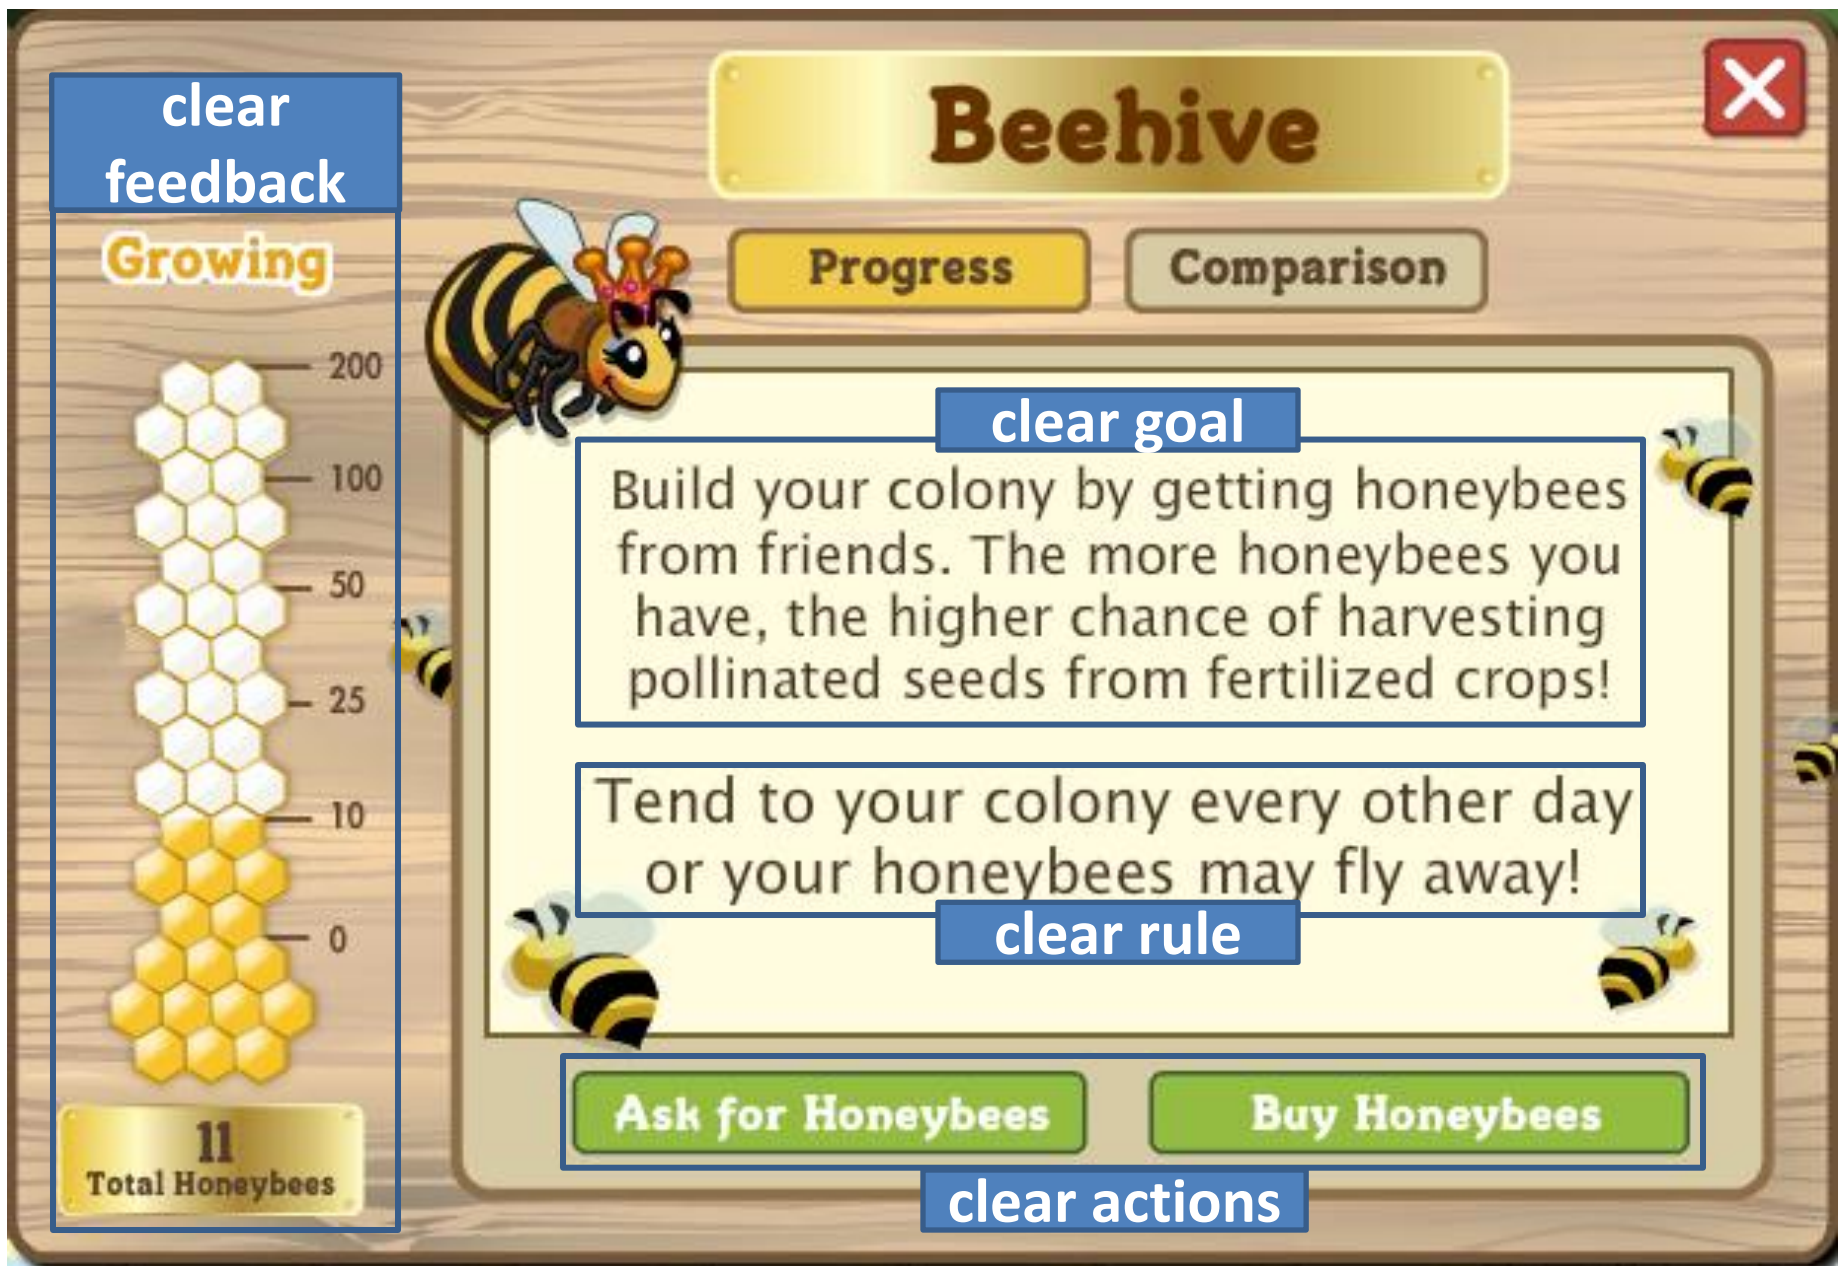 clear
feedback
Growing
200
100
50
25
10
0
11
Total Honeybees
Beehive
Progress
Comparison
clear goal
Build your colony by getting honeybees
from friends. The more honeybees you
have, the higher chance of harvesting
pollinated seeds from fertilized crops!
Tend to your colony every other day
or your honeybees may fly away!
clear rule
Ask for Honeybees
Buy Honeybees
clear actions